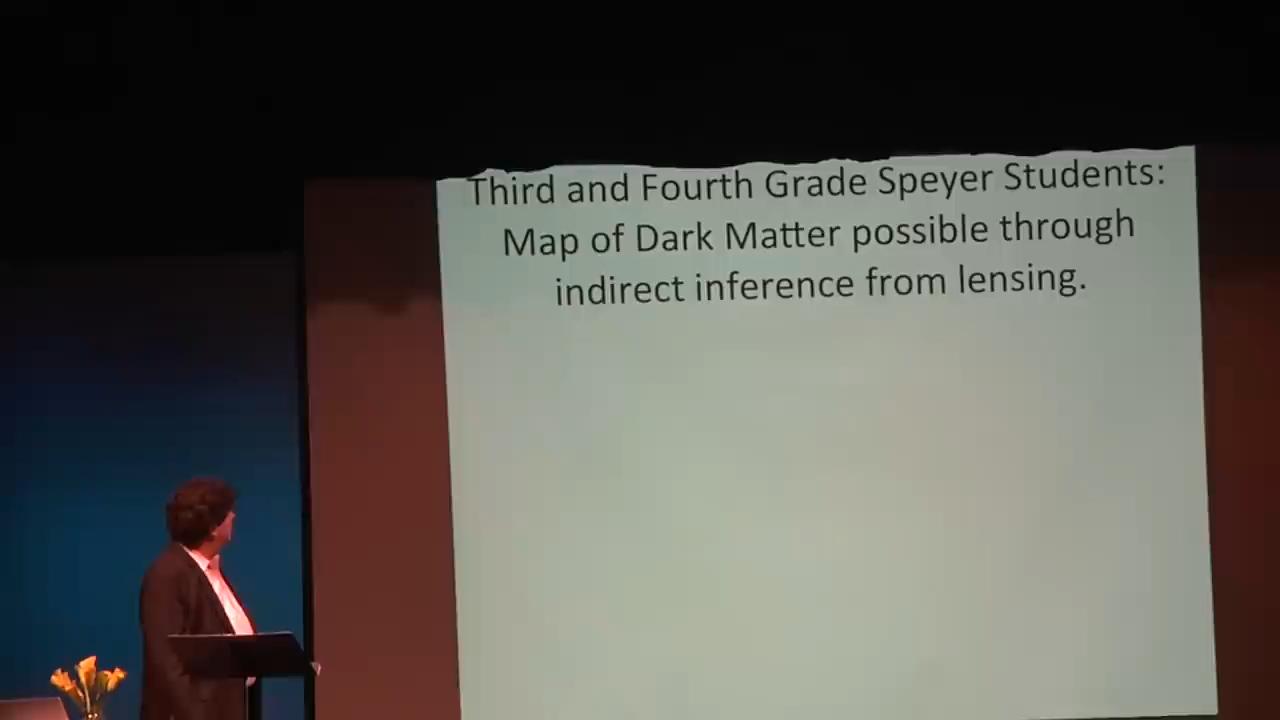 Third and Fourth Grade Speyer Students:
Map of Dark Matter possible through
indirect inference from lensing.